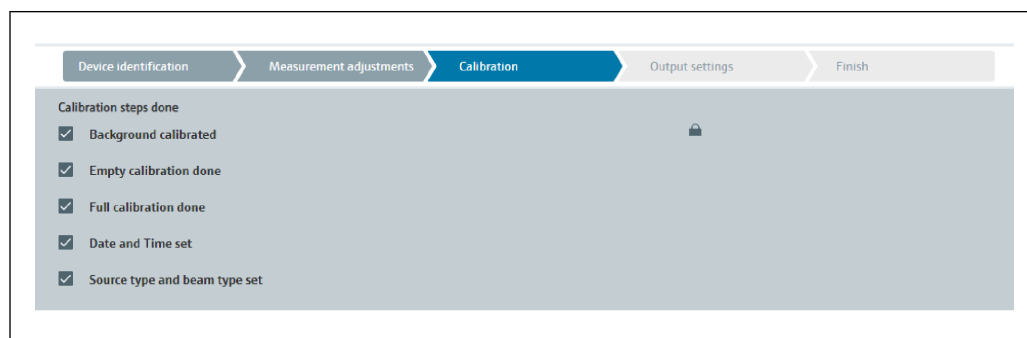 Device identification
Measurement adjustments
Calibration
Output settings
Finish
Calibration steps done
Background calibrated
Empty calibration done
Full calibration done
Date and Time set
Source type and beam type set